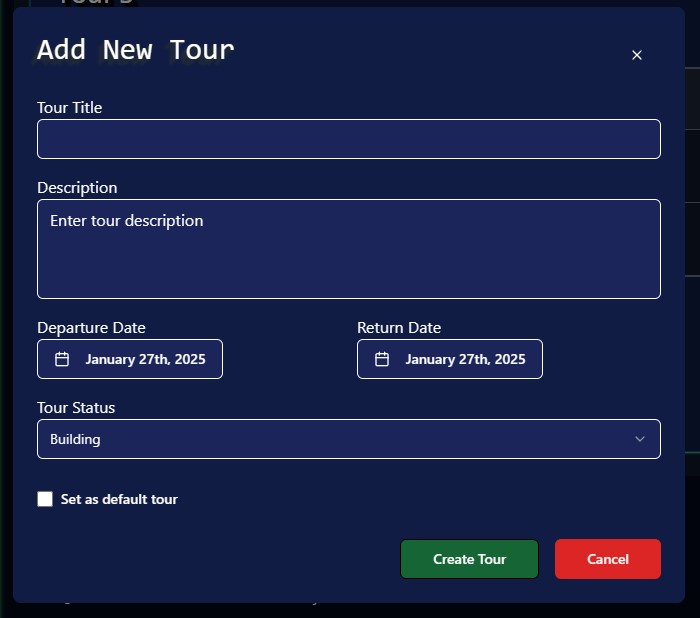 Add New Tour
Tour Title
Description
Enter tour description
Departure Date Return Date
January 27th, 2025 January 27th, 2025
Tour Status
Building
Set as default tour
Create Tour Cancel